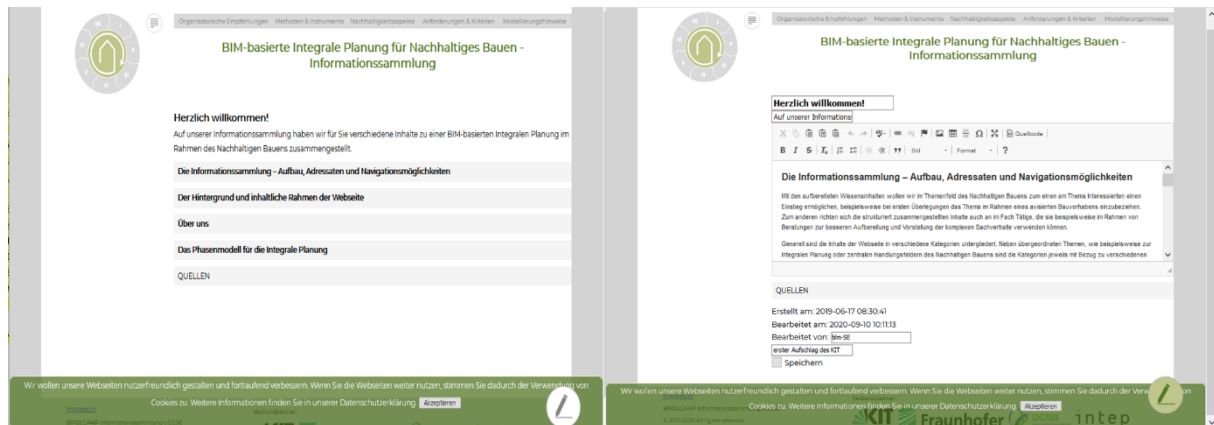 Organisatorische Empfehlungen Methoden & Instrumente Nachhaltigkeitsaspekte Anforderungen & Kriterien Modellierungshinweise
BIM-basierte Integrale Planung für Nachhaltiges Bauen -
Informationssammlung
Herzlich willkommen!
Auf unserer Informationssammlung haben wir für Sie verschiedene Inhalte zu einer BIM-basierten Integralen Planung im
Rahmen des Nachhaltigen Bauens zusammengestellt.
Die Informationssammlung – Aufbau, Adressaten und Navigationsmöglichkeiten
Der Hintergrund und inhaltliche Rahmen der Webseite
Über uns
Das Phasenmodell für die Integrale Planung
QUELLEN
Wir wollen unsere Webseiten nutzerfreundlich gestalten und fortlaufend verbessern. Wenn Sie die Webseiten weiter nutzen, stimmen Sie dadurch der Verwendung von
Cookies zu. Weitere Informationen finden Sie in unserer Datenschutzerklärung. Akzeptieren
Impressum
Verbundpartner
KIT
Organisatorische Empfehlungen Methoden & Instrumente Nachhaltigkeitsaspekte Anforderungen & Kriterien Modellierungshinweise
BIM-basierte Integrale Planung für Nachhaltiges Bauen -
Informationssammlung
Herzlich willkommen!
Auf unserer Informations
Quellcode
B I S Stil Format ?
Die Informationssammlung – Aufbau, Adressaten und Navigationsmöglichkeiten
Mit den aufbereiteten Wissensinhalten wollen wir im Themenfeld des Nachhaltigen Bauens zum einen am Thema Interessierten einen
Einstieg ermöglichen, beispielsweise bei ersten Überlegungen das Thema im Rahmen eines avisierten Bauvorhabens einzubeziehen.
Zum anderen richten sich die strukturiert zusammengestellten Inhalte auch an im Fach Tätige, die sie beispielsweise im Rahmen von
Beratungen zur besseren Aufbereitung und Vorstellung der komplexen Sachverhalte verwenden können.
Generell sind die Inhalte der Webseite in verschiedene Kategorien untergliedert. Neben übergeordneten Themen, wie beispielsweise zur
Integralen Planung oder zentralen Handlungsfeldern des Nachhaltigen Bauens sind die Kategorien jeweils mit Bezug zu verschiedenen
QUELLEN
Erstellt am: 2019-06-17 08:30:41
Bearbeitet am: 2020-09-10 10:11:13
Bearbeitet von: bim-SE
erster Aufschlag des KIT
Speichern
Wir wollen unsere Webseiten nutzerfreundlich gestalten und fortlaufend verbessern. Wenn Sie die Webseiten weiter nutzen, stimmen Sie dadurch der Verwendung von
Cookies zu. Weitere Informationen finden Sie in unserer Datenschutzerklärung. Akzeptieren
KIT Fraunhofer intep